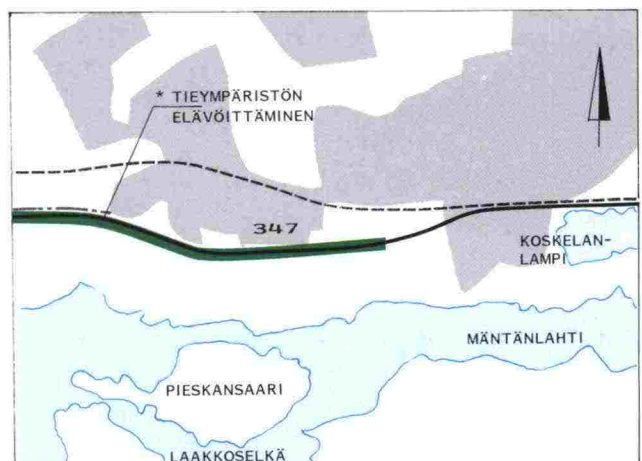 * TIEYMPÄRISTÖN
ELÄVÖITTÄMINEN
347
KOSKELAN-
LAMPI
MÄNTÄNLAHTI
PIESKANSAARI
LAAKKOSELKÄ